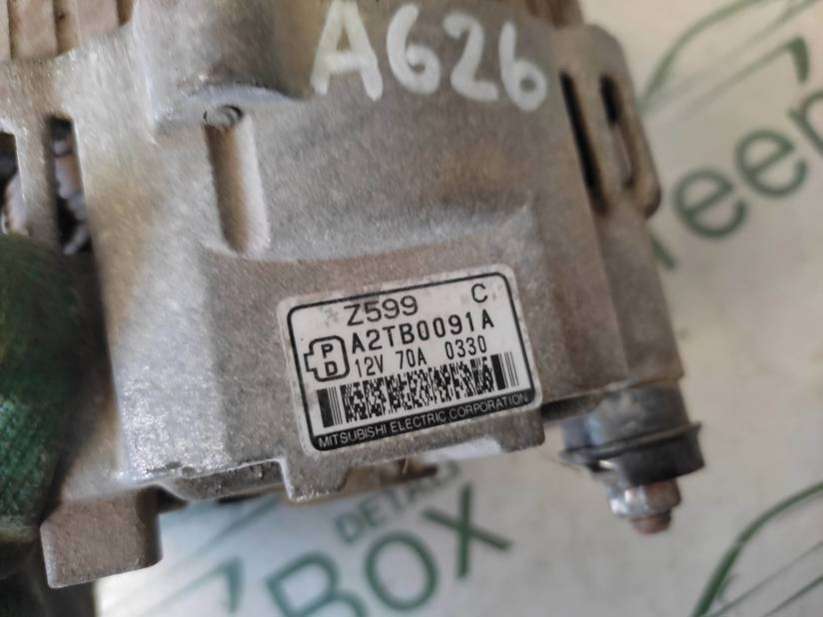 A626
Z599 C
A2TB0091A
P
D
12V 70A 0330
MITSUBISHI ELECTRIC CORPORATION
BOX